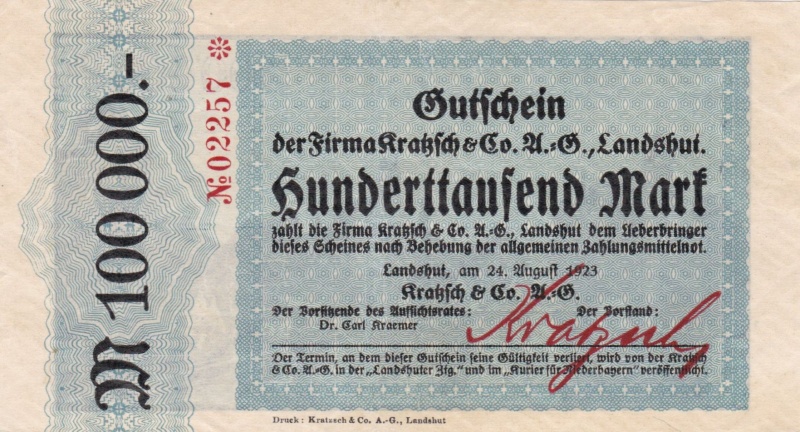 M 100 000.-
№ 02257 *
Gutschein
der Firma Kratzsch & Co. A.-G., Landshut.
Hunderttausend Mark
zahlt die Firma Kratzsch & Co. A.-G., Landshut dem Ueberbringer
dieses Scheines nach Behebung der allgemeinen Zahlungsmittelnot.
Landshut, am 24. August 1923
Kratzsch & Co. A.-G.
Der Vorsitzende des Aufsichtsrates: Der Vorstand:
Dr. Carl Kraemer
Kratzsch
Der Termin, an dem dieser Gutschein seine Gültigkeit verliert, wird von der Kratzsch
& Co. A.-G. in der „Landshuter Ztg." und im „Kurier für Niederbayern" veröffentlicht.
Druck: Kratzsch & Co. A.-G., Landshut